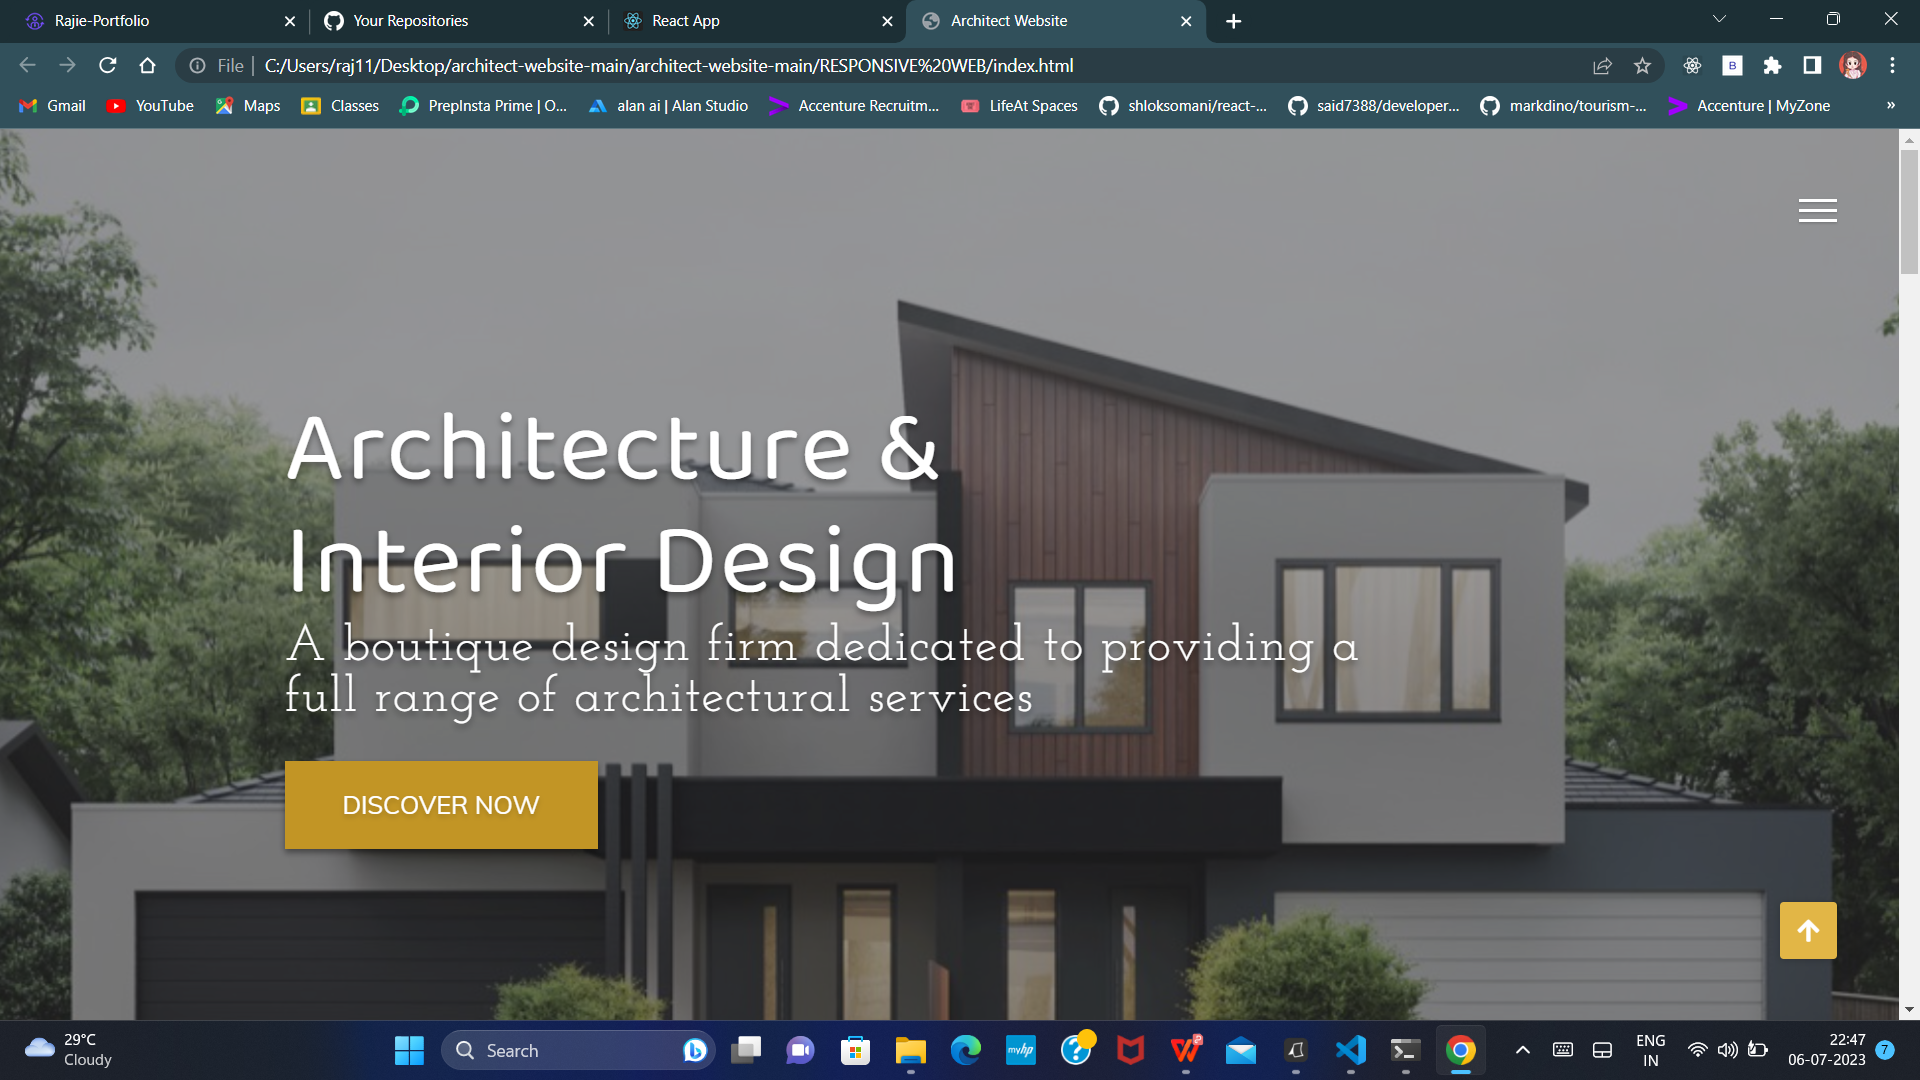 Rajie-Portfolio
Your Repositories
React App
Architect Website
File
C:/Users/raj11/Desktop/architect-website-main/architect-website-main/RESPONSIVE%20WEB/index.html
B
Gmail
YouTube
Maps
Classes
PrepInsta Prime | O...
alan ai | Alan Studio
Accenture Recruitm...
LifeAt Spaces
shloksomani/react-...
said7388/developer...
markdino/tourism-...
Accenture | MyZone
»
Architecture &
Interior Design
A boutique design firm dedicated to providing a
full range of architectural services
DISCOVER NOW
29°C
Cloudy
Search
myhp
ENG
IN
22:47
06-07-2023
7